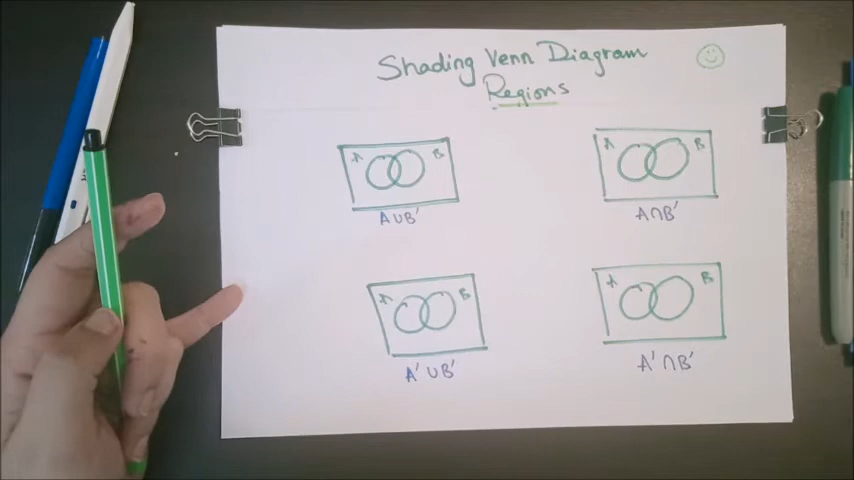 Shading Venn Diagram
Regions
A B
A∪B'
A B
A∩B'
A B
A'∪B'
A B
A'∩B'